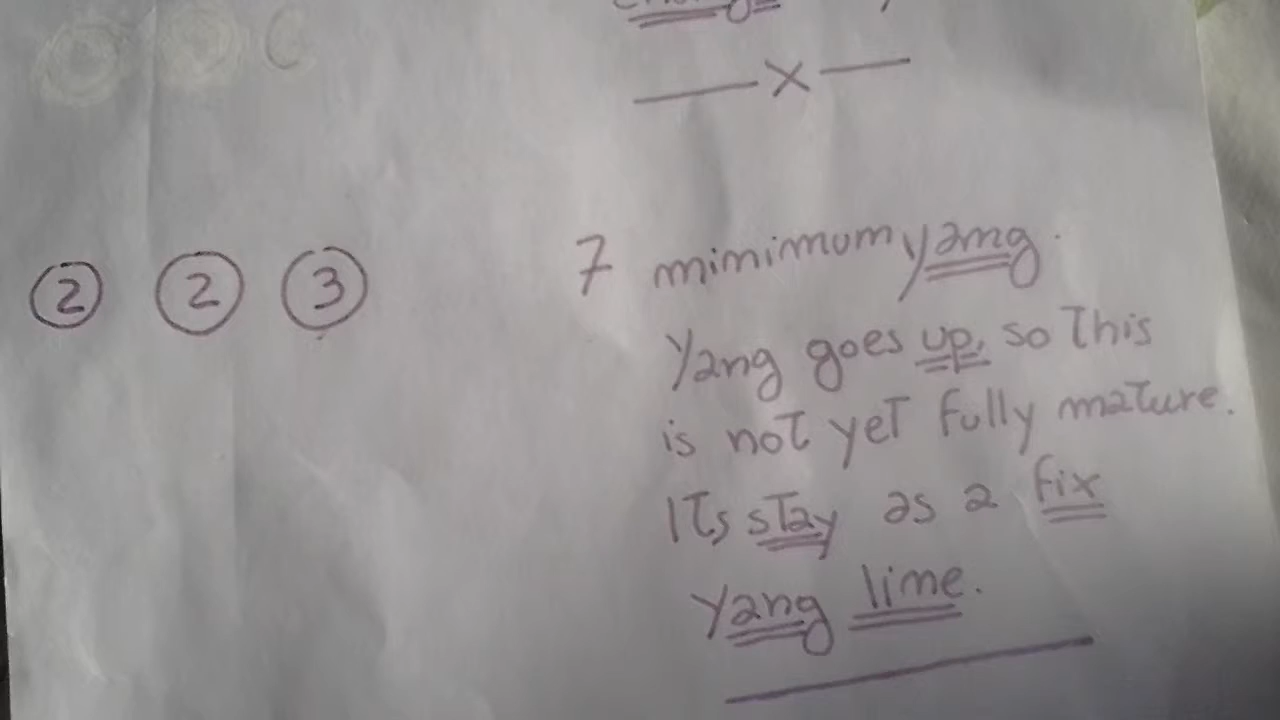 x
② ② ③
7 minimum yang.
Yang goes up, so this
is not yet fully mature.
Its stay as a fix
yang line.